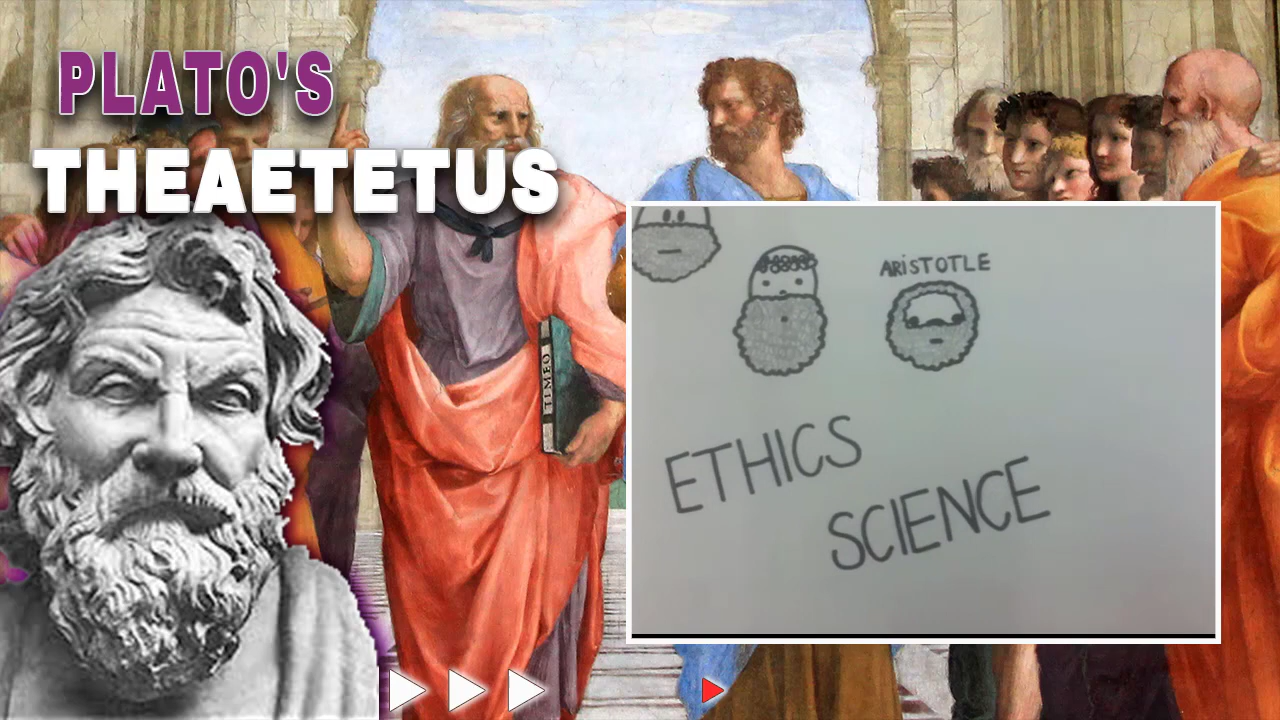 PLATO'S
THEAETETUS
TIMEO
ARiSTOTLE
ETHICS
SCIENCE